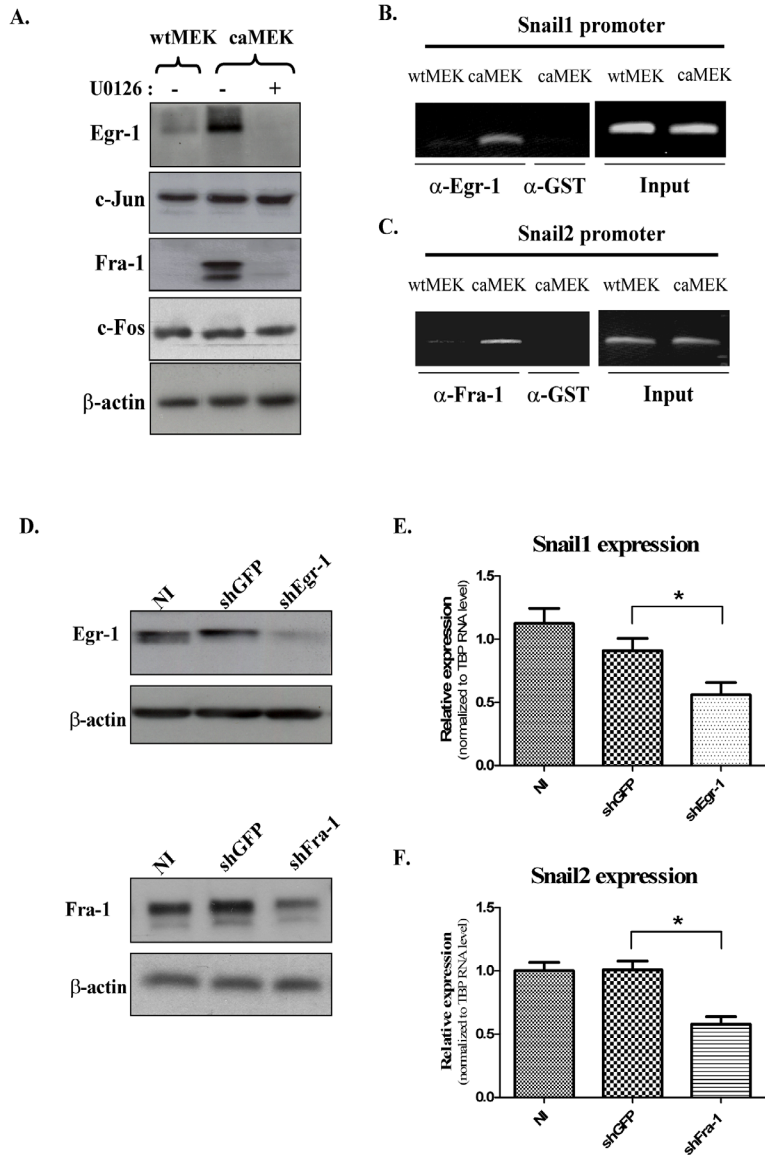 A.
wtMEK caMEK
U0126 : - - +
Egr-1
c-Jun
Fra-1
c-Fos
β-actin
B.
Snail1 promoter
wtMEK caMEK caMEK wtMEK caMEK
α-Egr-1 α-GST Input
C.
Snail2 promoter
wtMEK caMEK caMEK wtMEK caMEK
α-Fra-1 α-GST Input
D.
NI shGFP shEgr-1
Egr-1
β-actin
NI shGFP shFra-1
Fra-1
β-actin
E.
Snail1 expression
Relative expression
(normalized to TBP RNA level)
1.5
1.0
0.5
0.0
*
NI shGFP shEgr-1
F.
Snail2 expression
Relative expression
(normalized to TBP RNA level)
1.5
1.0
0.5
0.0
*
NI shGFP shFra-1